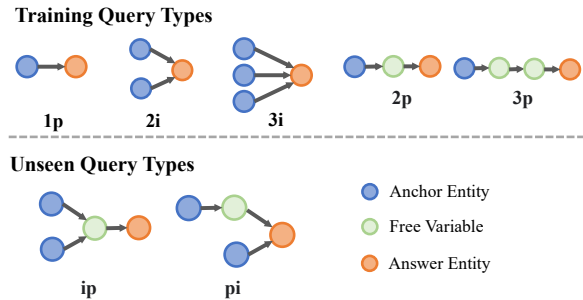 Training Query Types
1p
2i
3i
2p
3p
Unseen Query Types
ip
pi
Anchor Entity
Free Variable
Answer Entity